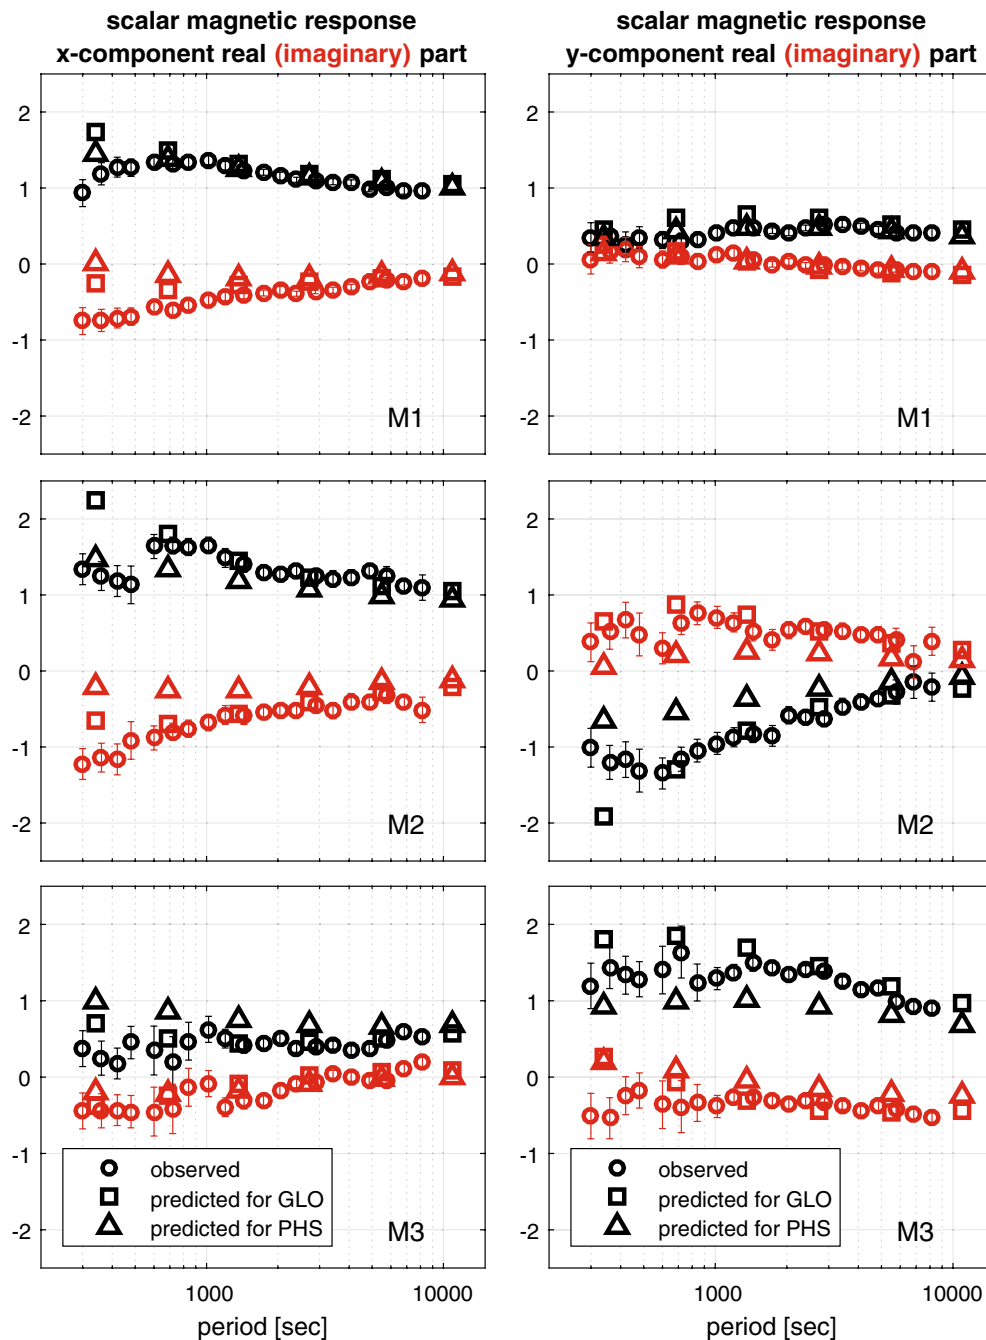 scalar magnetic response
x-component real (imaginary) part
scalar magnetic response
y-component real (imaginary) part
2
1
0
-1
-2
M1
2
1
0
-1
-2
M1
2
1
0
-1
-2
M2
2
1
0
-1
-2
M2
2
1
0
-1
-2
observed
predicted for GLO
predicted for PHS
M3
1000
10000
period [sec]
2
1
0
-1
-2
observed
predicted for GLO
predicted for PHS
M3
1000
10000
period [sec]